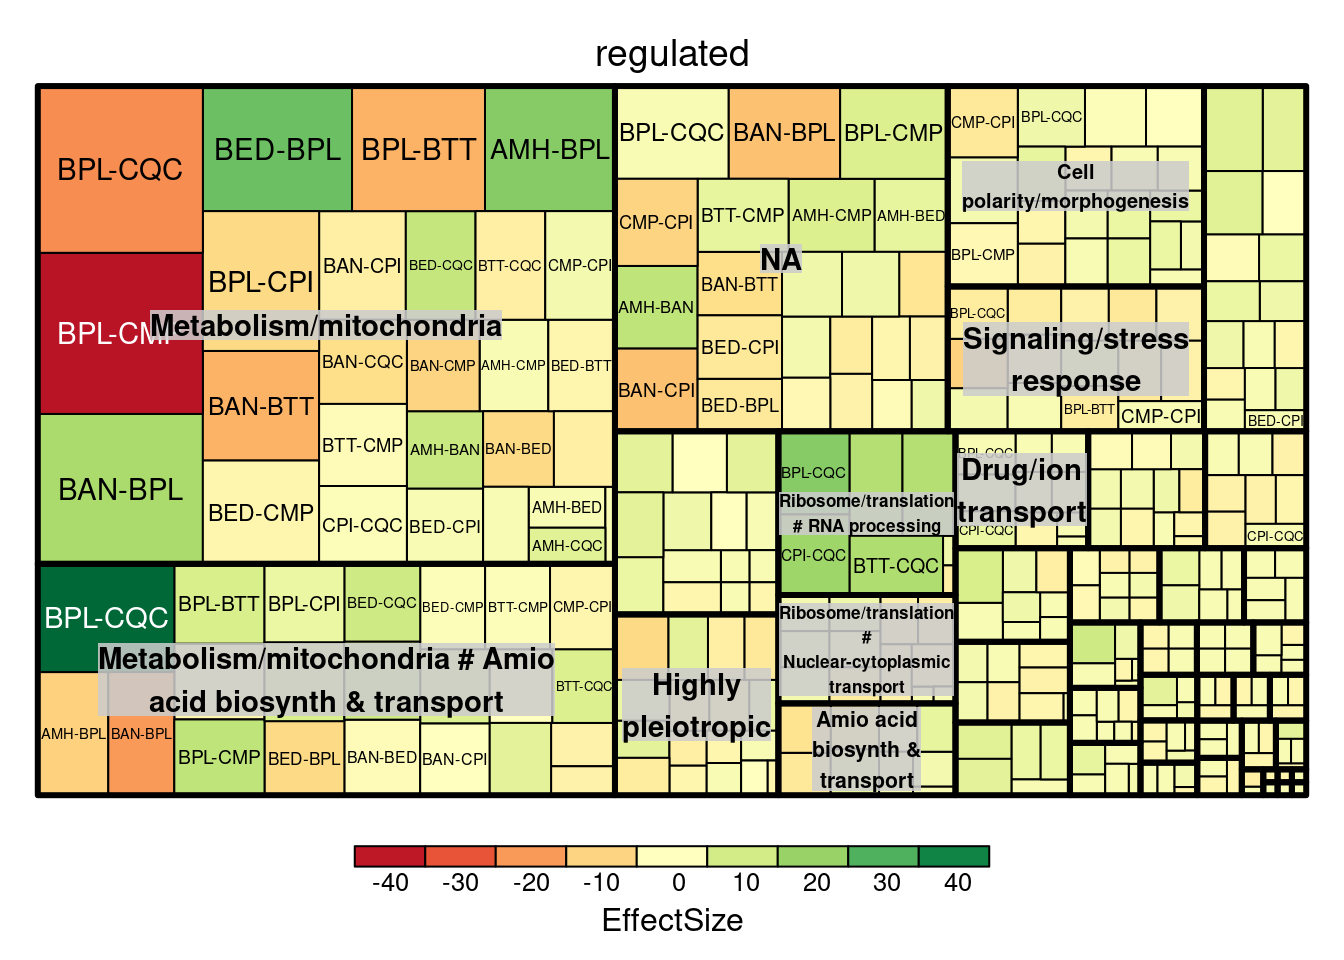 regulated
BPL-CQC
BED-BPL
BPL-BTT
AMH-BPL
BPL-CPI
BAN-CPI
BED-CQC
BTT-CQC
CMP-CPI
BPL-CMP
Metabolism/mitochondria
BAN-CQC
BAN-CMP
AMH-CMP
BED-BTT
BAN-BTT
BTT-CMP
AMH-BAN
BAN-BED
BAN-BPL
BED-CMP
CPI-CQC
BED-CPI
AMH-BED
AMH-CQC
BPL-CQC
BPL-BTT
BPL-CPI
BED-CQC
BED-CMP
BTT-CMP
CMP-CPI
Metabolism/mitochondria # Amio
acid biosynth & transport
BTT-CQC
AMH-BPL
BAN-BPL
BPL-CMP
BED-BPL
BAN-BED
BAN-CPI
BPL-CQC
BAN-BPL
BPL-CMP
CMP-CPI
BTT-CMP
AMH-CMP
AMH-BED
NA
AMH-BAN
BAN-BTT
BED-CPI
BAN-CPI
BED-BPL
CMP-CPI
BPL-CQC
Cell
polarity/morphogenesis
BPL-CMP
BPL-CQC
Signaling/stress
response
BPL-BTT
CMP-CPI
BED-CPI
Highly
pleiotropic
BPL-CQC
Ribosome/translation
# RNA processing
CPI-CQC
BTT-CQC
Ribosome/translation
#
Nuclear-cytoplasmic
transport
Amio acid
biosynth &
transport
BPL-CQC
Drug/ion
transport
CPI-CQC
CPI-CQC
-40
-30
-20
-10
0
10
20
30
40
EffectSize